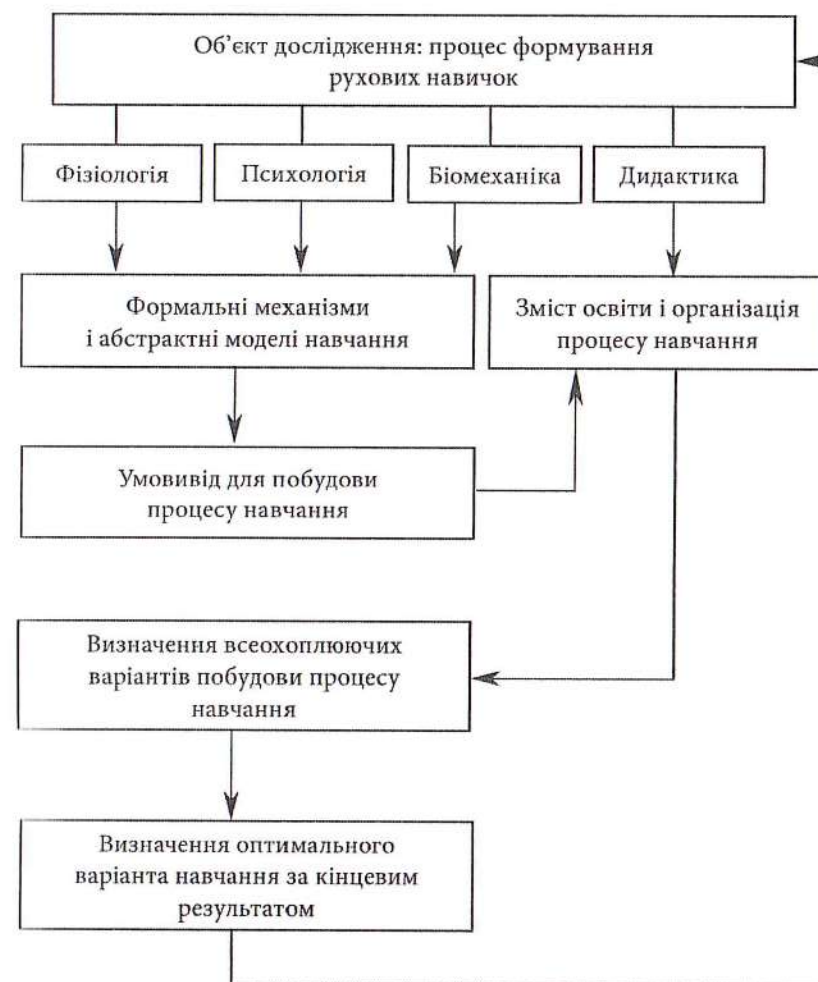 Об’єкт дослідження: процес формування
рухових навичок
Фізіологія
Психологія
Біомеханіка
Дидактика
Формальні механізми
і абстрактні моделі навчання
Зміст освіти і організація
процесу навчання
Умовивід для побудови
процесу навчання
Визначення всеохоплюючих
варіантів побудови процесу
навчання
Визначення оптимального
варіанта навчання за кінцевим
результатом